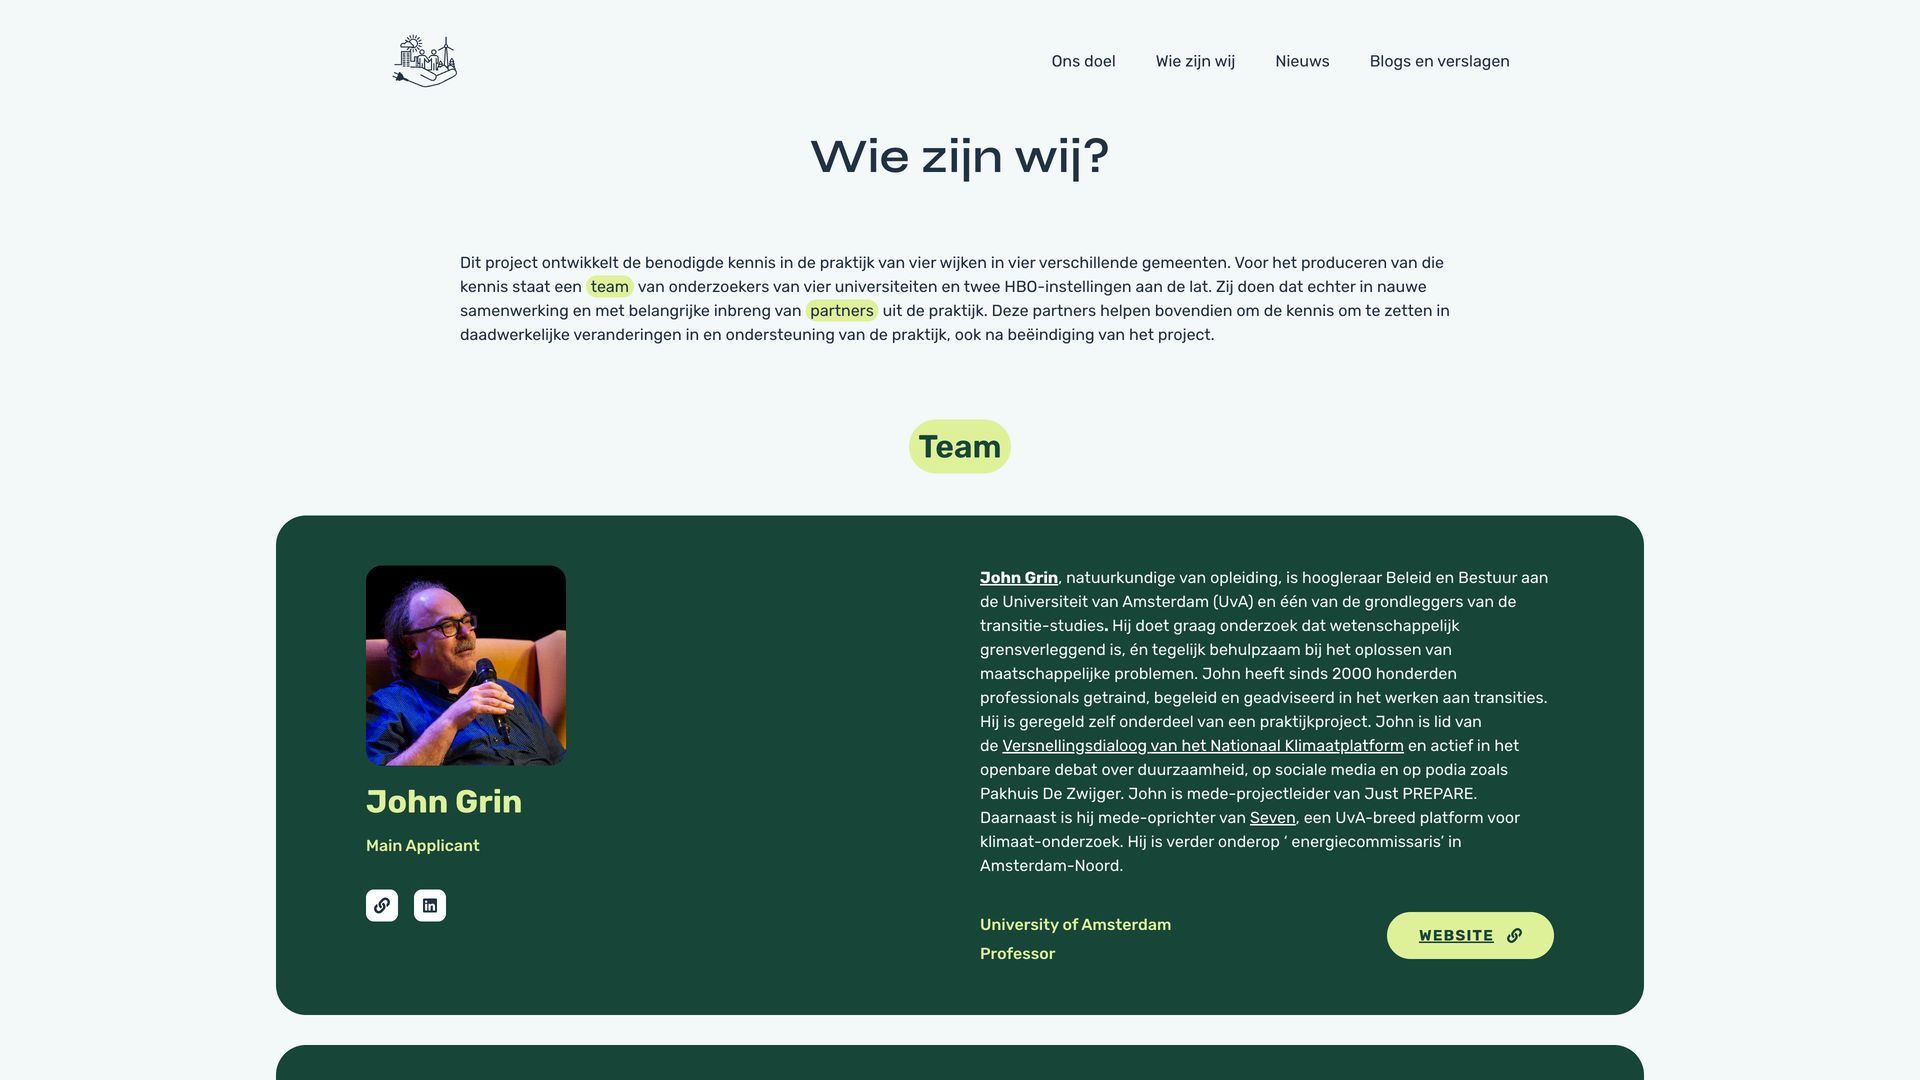 Ons doel
Wie zijn wij
Nieuws
Blogs en verslagen
Wie zijn wij?
Dit project ontwikkelt de benodigde kennis in de praktijk van vier wijken in vier verschillende gemeenten. Voor het produceren van die
kennis staat een team van onderzoekers van vier universiteiten en twee HBO-instellingen aan de lat. Zij doen dat echter in nauwe
samenwerking en met belangrijke inbreng van partners uit de praktijk. Deze partners helpen bovendien om de kennis om te zetten in
daadwerkelijke veranderingen in en ondersteuning van de praktijk, ook na beëindiging van het project.
Team
John Grin
Main Applicant
John Grin, natuurkundige van opleiding, is hoogleraar Beleid en Bestuur aan
de Universiteit van Amsterdam (UvA) en één van de grondleggers van de
transitie-studies. Hij doet graag onderzoek dat wetenschappelijk
grensverleggend is, én tegelijk behulpzaam bij het oplossen van
maatschappelijke problemen. John heeft sinds 2000 honderden
professionals getraind, begeleid en geadviseerd in het werken aan transities.
Hij is geregeld zelf onderdeel van een praktijkproject. John is lid van
de Versnellingsdialoog van het Nationaal Klimaatplatform en actief in het
openbare debat over duurzaamheid, op sociale media en op podia zoals
Pakhuis De Zwijger. John is mede-projectleider van Just PREPARE.
Daarnaast is hij mede-oprichter van Seven, een UvA-breed platform voor
klimaat-onderzoek. Hij is verder onderop ‘ energiecommissaris’ in
Amsterdam-Noord.
University of Amsterdam
Professor
WEBSITE